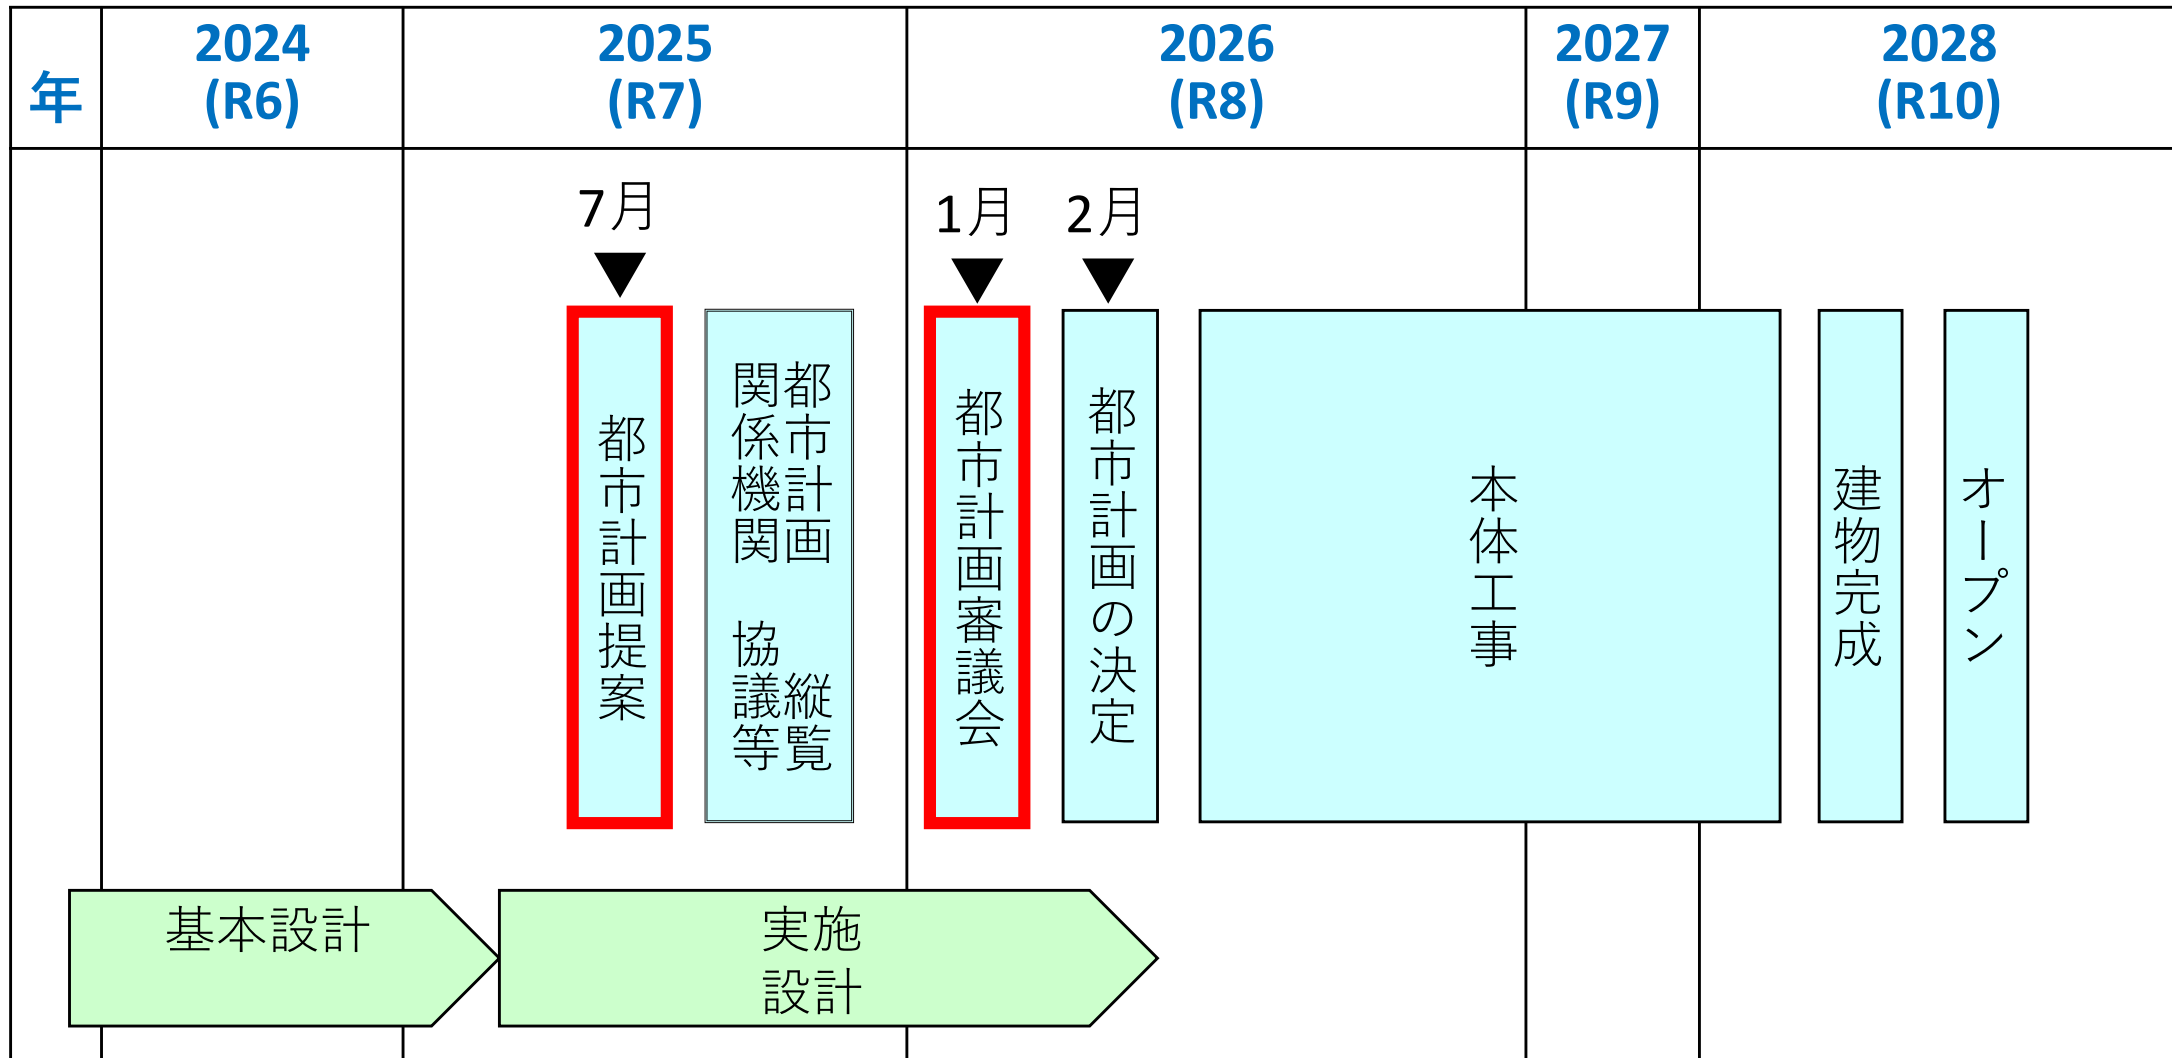 年
2024
(R6)
2025
(R7)
2026
(R8)
2027
(R9)
2028
(R10)
7月
1月
2月
都市計画提案
都市計画　縦覧
関係機関　協議等
都市計画審議会
都市計画の決定
本体工事
建物完成
オープン
基本設計
実施
設計